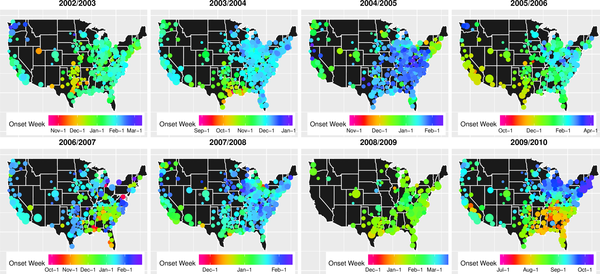 2002/2003 2003/2004 2004/2005 2005/2006
Onset Week Nov−1 Dec−1 Jan−1 Feb−1 Mar−1
Onset Week Sep−1 Oct−1 Nov−1 Dec−1 Jan−1
Onset Week Nov−1 Dec−1 Jan−1 Feb−1
Onset Week Oct−1 Dec−1 Feb−1 Apr−1
2006/2007 2007/2008 2008/2009 2009/2010
Onset Week Oct−1 Nov−1 Dec−1 Jan−1 Feb−1
Onset Week Dec−1 Jan−1 Feb−1
Onset Week Dec−1 Jan−1 Feb−1 Mar−1
Onset Week Jul−1 Aug−1 Sep−1 Oct−1